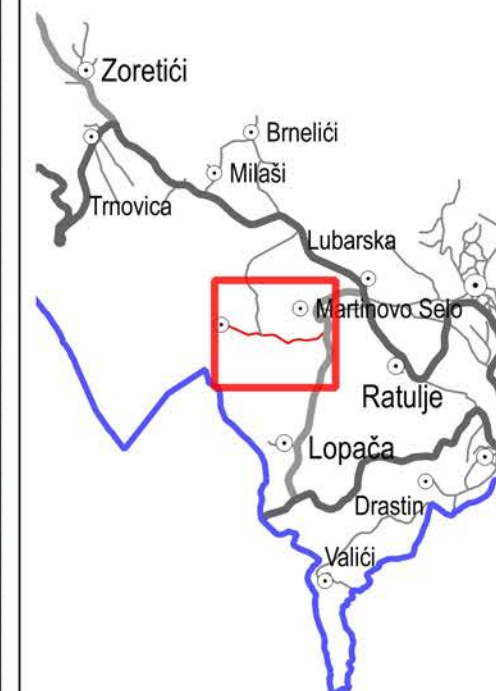 Zoretići
Brnelići
Milaši
Trnovica
Lubarska
Martinovo Selo
Ratulje
Lopača
Drastin
Valići